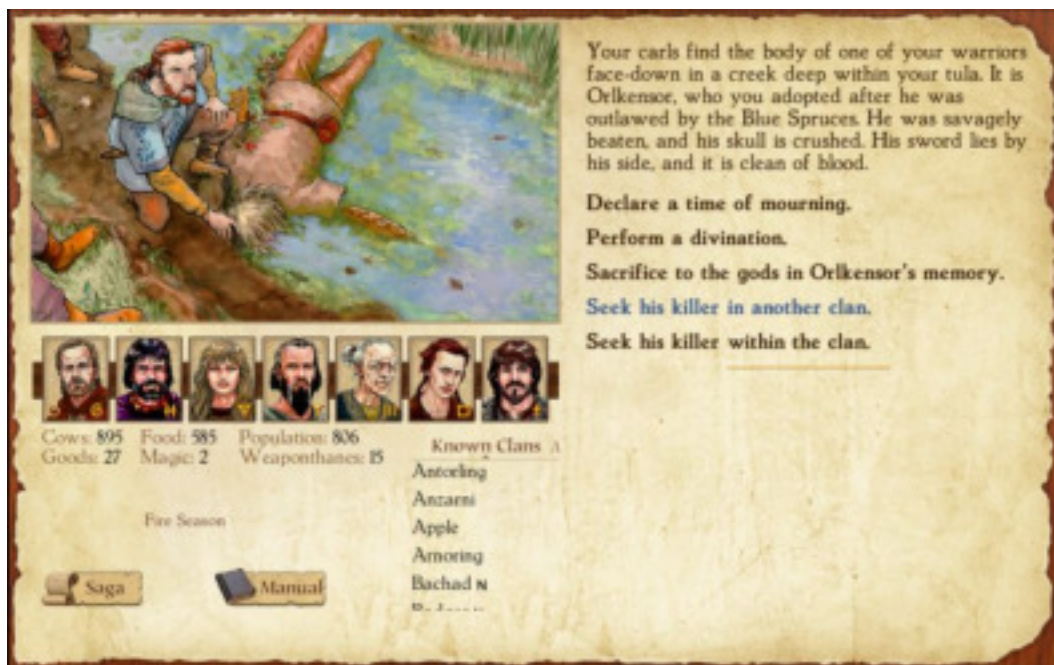 Your carls find the body of one of your warriors
face-down in a creek deep within your tula. It is
Orlkensor, who you adopted after he was
outlawed by the Blue Spruces. He was savagely
beaten, and his skull is crushed. His sword lies by
his side, and it is clean of blood.
Declare a time of mourning.
Perform a divination.
Sacrifice to the gods in Orlkensor's memory.
Seek his killer in another clan.
Seek his killer within the clan.
Cows: 895 Food: 585 Population: 806
Goods: 27 Magic: 2 Weaponthanes: 15
Known Clans
Antorling
Anzarni
Apple
Arnoring
Bachad N
Fire Season
Saga
Manual